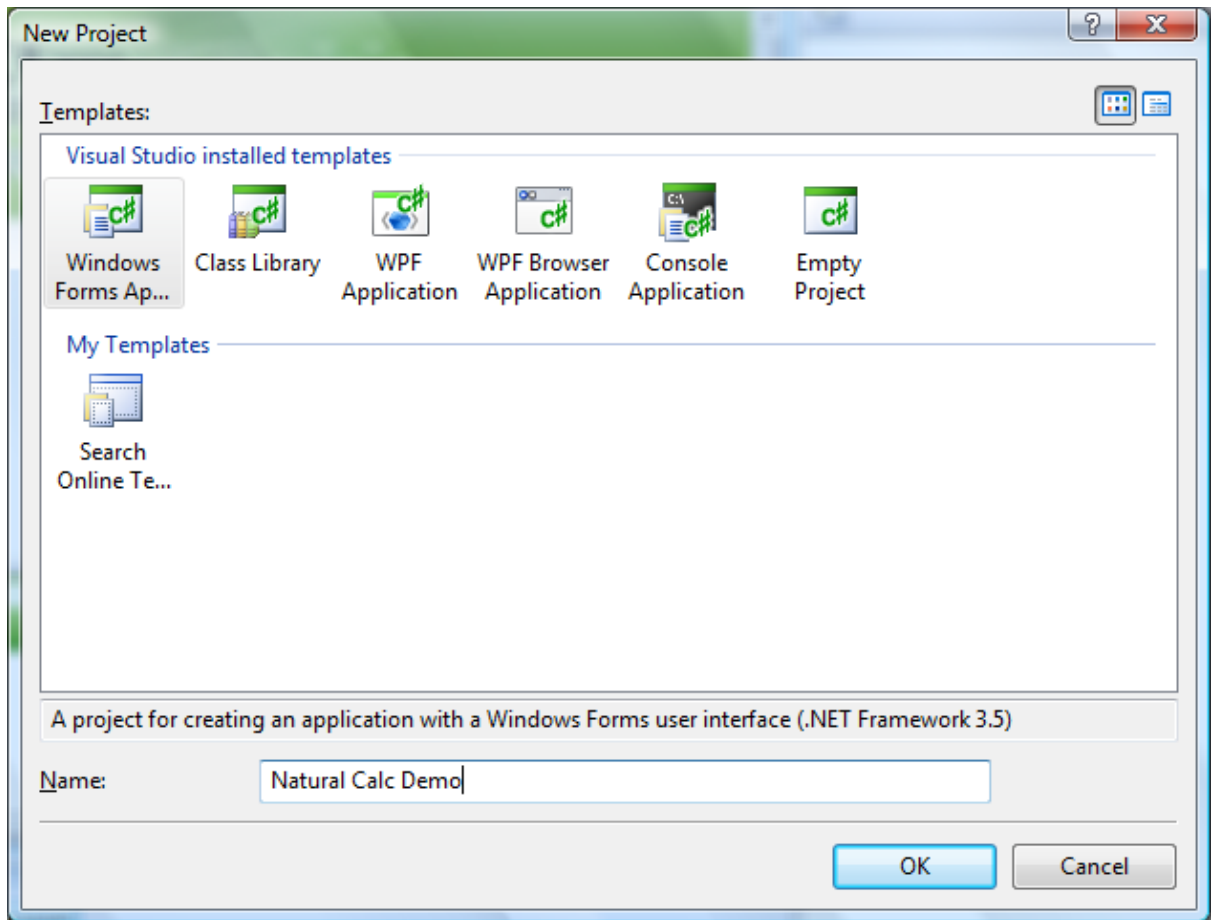 New Project
Templates:
Visual Studio installed templates
Windows Forms Ap...
Class Library
WPF Application
WPF Browser Application
Console Application
Empty Project
My Templates
Search Online Te...
A project for creating an application with a Windows Forms user interface (.NET Framework 3.5)
Name:
Natural Calc Demo
OK
Cancel